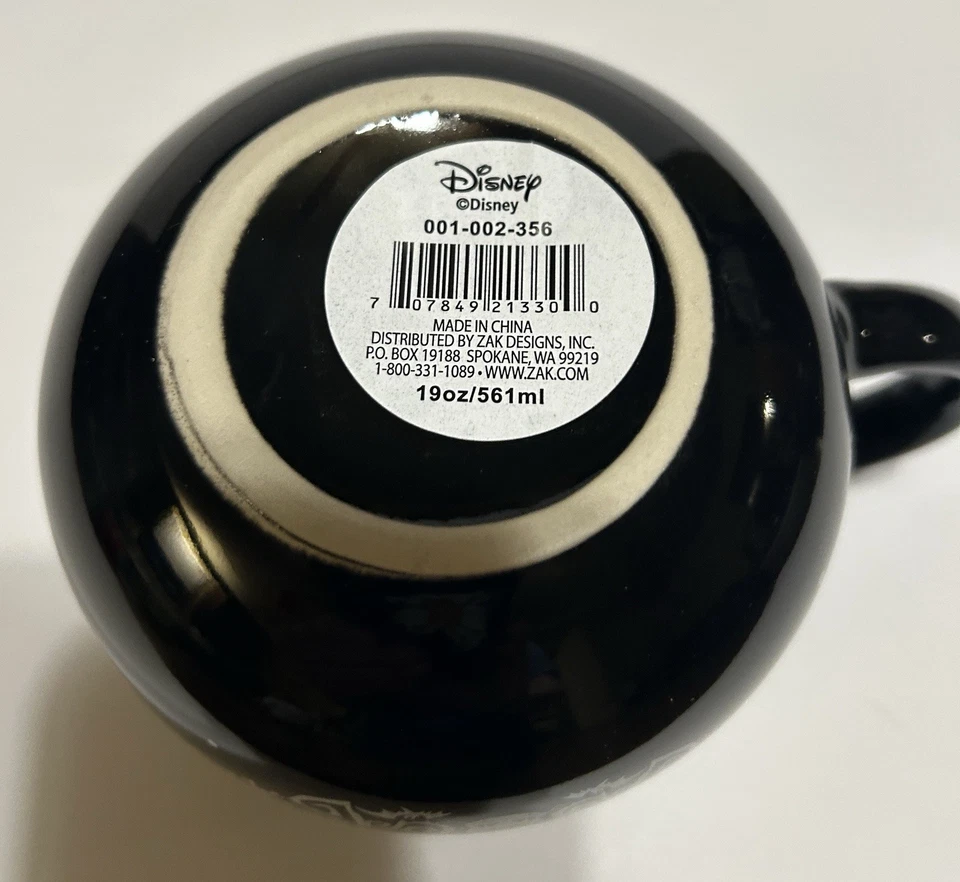 Disney
©Disney
001-002-356
7 07849 21330 0
MADE IN CHINA
DISTRIBUTED BY ZAK DESIGNS, INC.
P.O. BOX 19188 SPOKANE, WA 99219
1-800-331-1089 • WWW.ZAK.COM
19oz/561ml